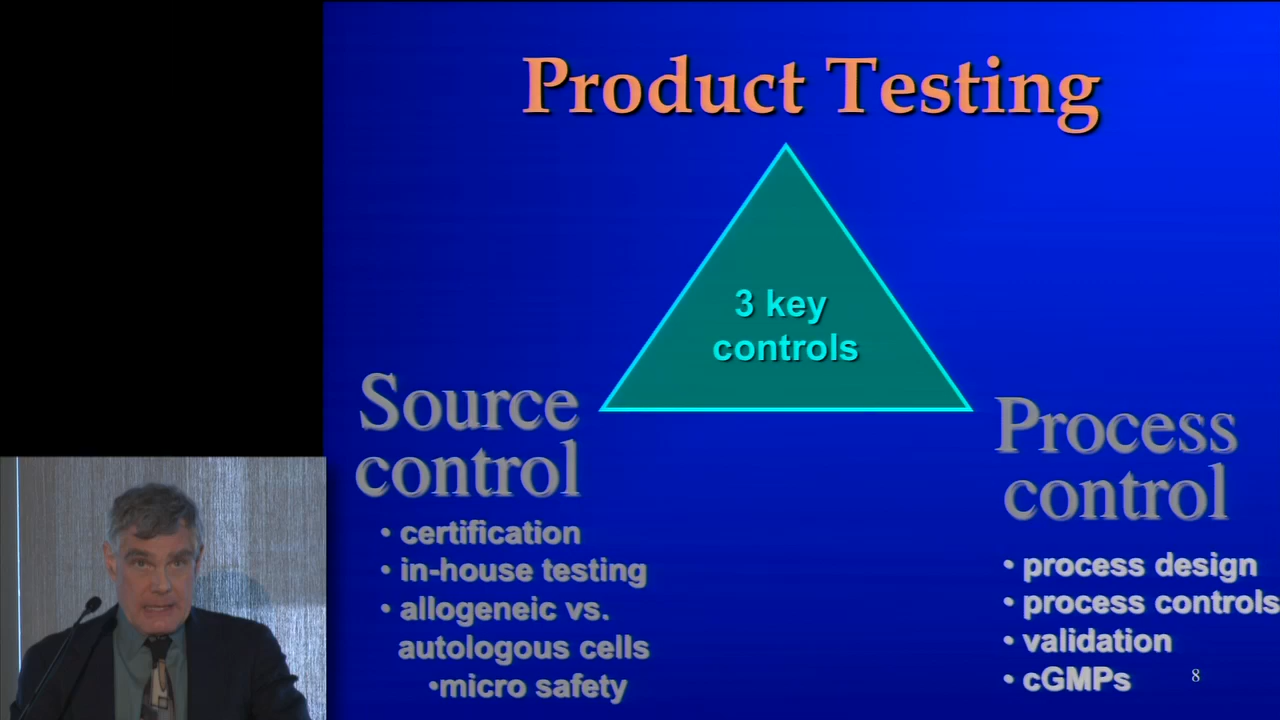 Product Testing
3 key
controls
Source
control
• certification
• in-house testing
• allogeneic vs.
autologous cells
•micro safety
Process
control
• process design
• process controls
• validation
• cGMPs
8